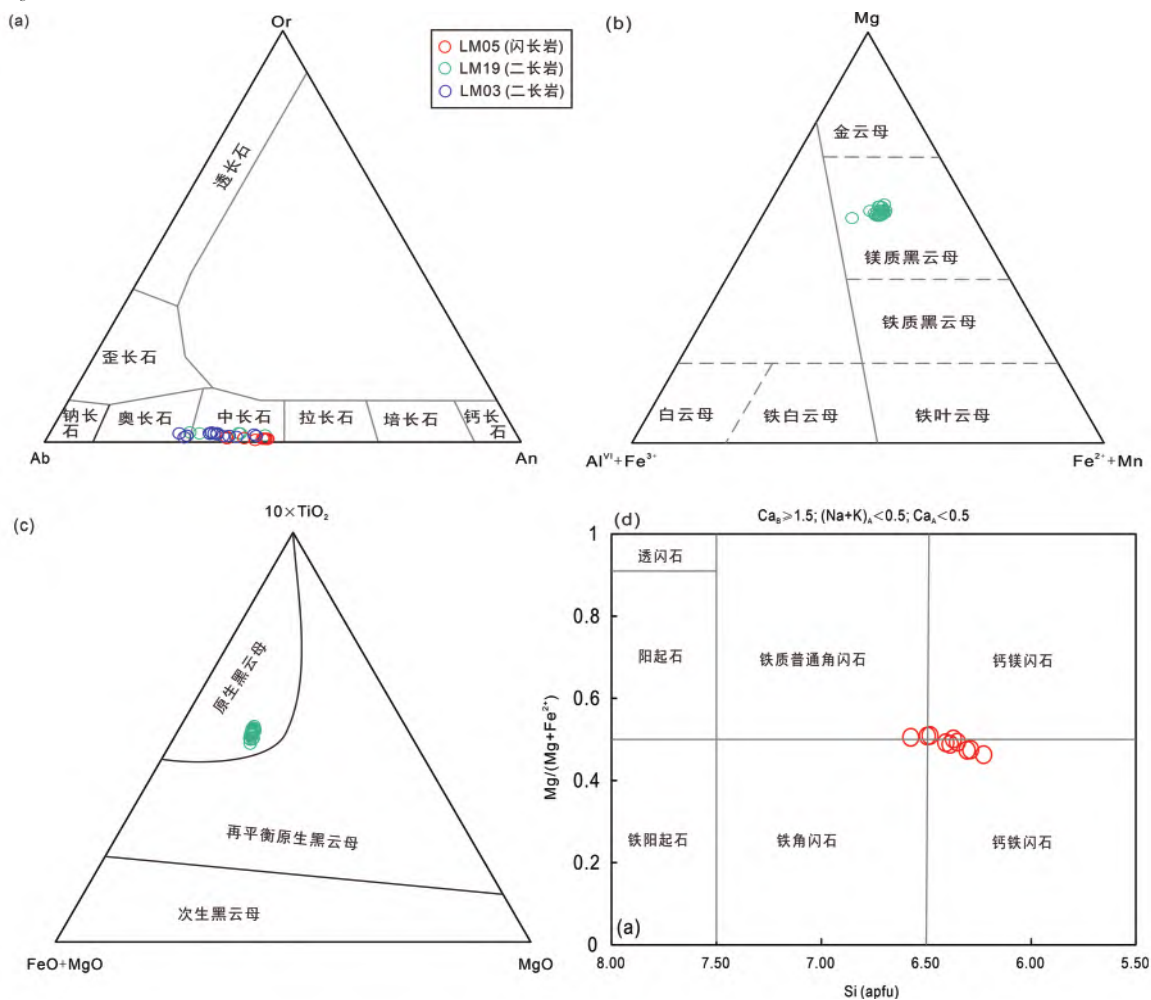 (a)
Or
LM05 (闪长岩)
LM19 (二长岩)
LM03 (二长岩)
透长石
歪长石
钠长石
奥长石
中长石
拉长石
培长石
钙长石
Ab
An
(b)
Mg
金云母
镁质黑云母
铁质黑云母
白云母
铁白云母
铁叶云母
Alⱽᴵ+Fe³⁺
Fe²⁺+Mn
(c)
10×TiO₂
原生黑云母
再平衡原生黑云母
次生黑云母
FeO+MgO
MgO
(d)
Ca_B≥1.5; (Na+K)_A<0.5; Ca_A<0.5
1
0.8
0.6
0.4
0.2
0
Mg/(Mg+Fe²⁺)
透闪石
阳起石
铁质普通角闪石
钙镁闪石
铁阳起石
铁角闪石
钙铁闪石
(a)
8.00
7.50
7.00
6.50
6.00
5.50
Si (apfu)